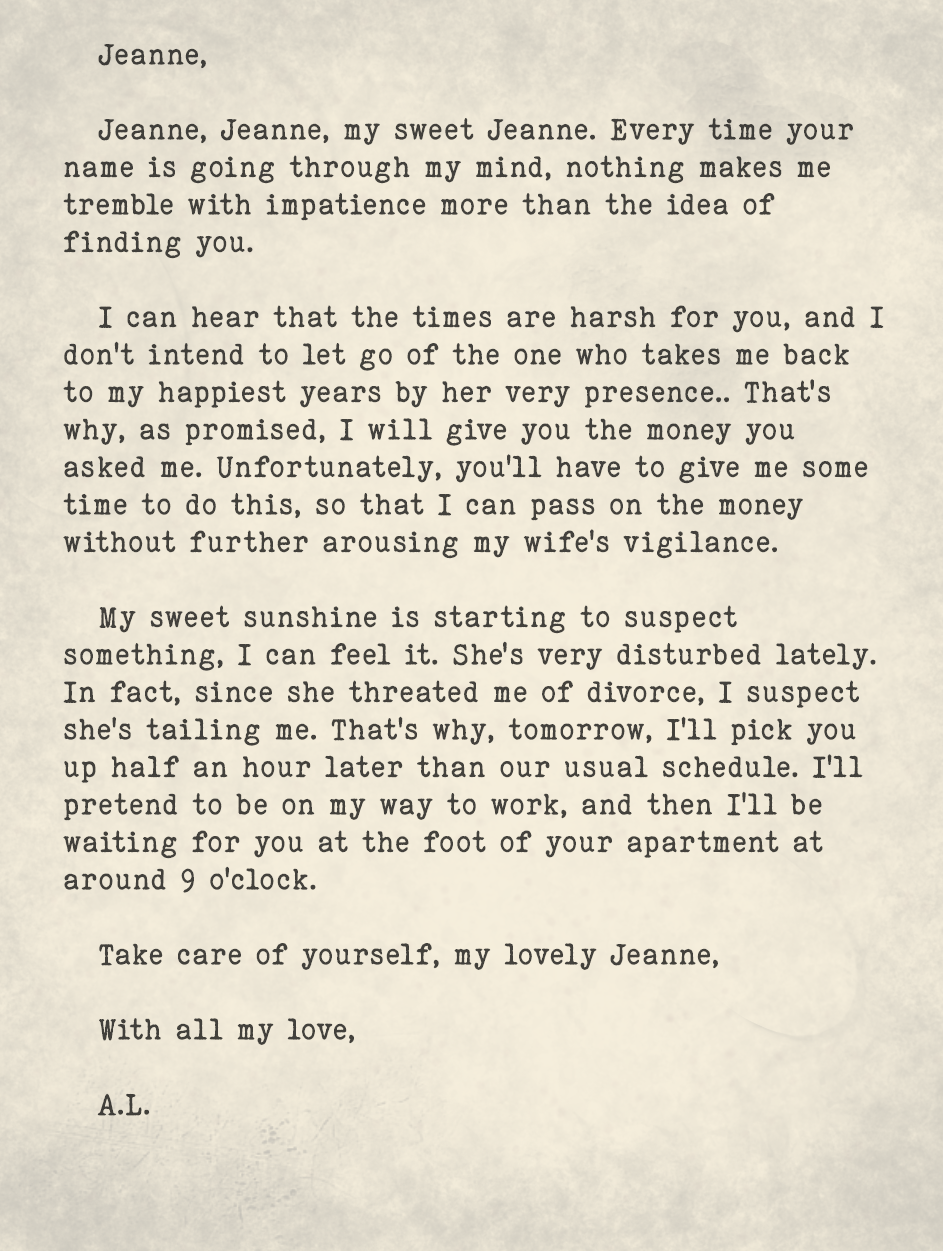 Jeanne,
Jeanne, Jeanne, my sweet Jeanne. Every time your
name is going through my mind, nothing makes me
tremble with impatience more than the idea of
finding you.
I can hear that the times are harsh for you, and I
don't intend to let go of the one who takes me back
to my happiest years by her very presence.. That's
why, as promised, I will give you the money you
asked me. Unfortunately, you'll have to give me some
time to do this, so that I can pass on the money
without further arousing my wife's vigilance.
My sweet sunshine is starting to suspect
something, I can feel it. She's very disturbed lately.
In fact, since she threated me of divorce, I suspect
she's tailing me. That's why, tomorrow, I'll pick you
up half an hour later than our usual schedule. I'll
pretend to be on my way to work, and then I'll be
waiting for you at the foot of your apartment at
around 9 o'clock.
Take care of yourself, my lovely Jeanne,
With all my love,
A.L.